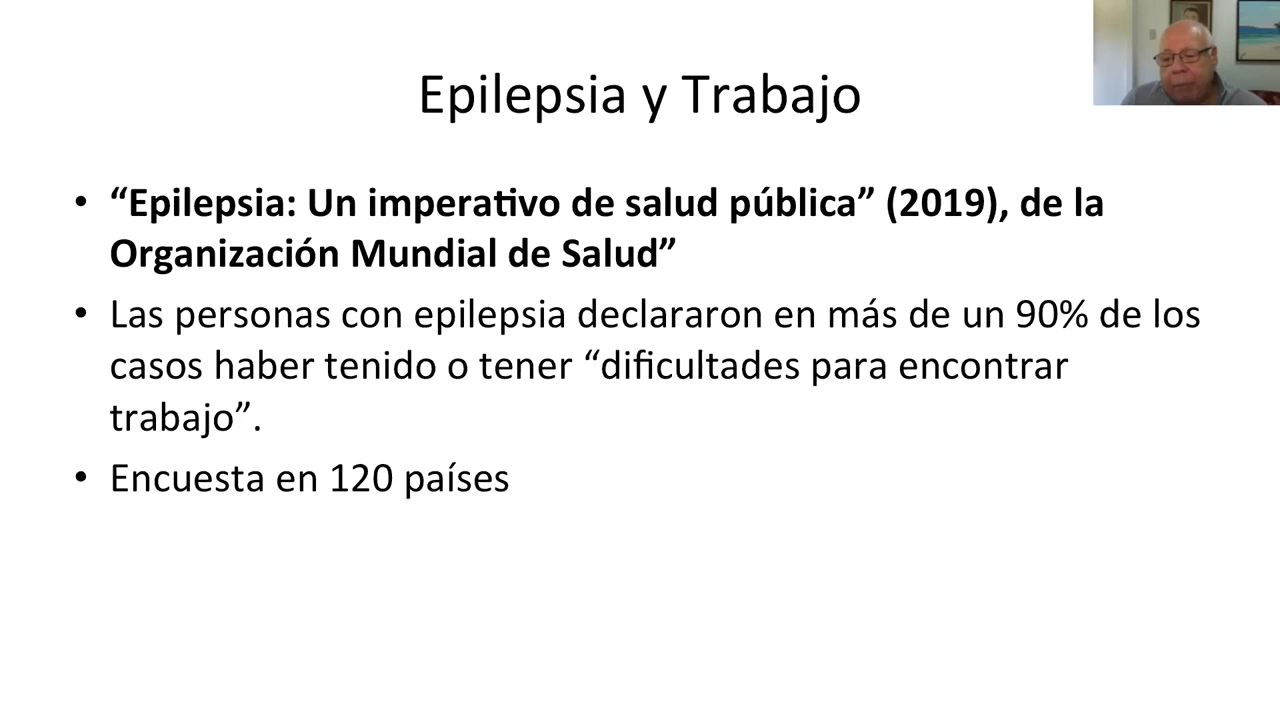 Epilepsia y Trabajo
• “Epilepsia: Un imperativo de salud pública” (2019), de la
Organización Mundial de Salud”
• Las personas con epilepsia declararon en más de un 90% de los
casos haber tenido o tener “dificultades para encontrar
trabajo”.
• Encuesta en 120 países